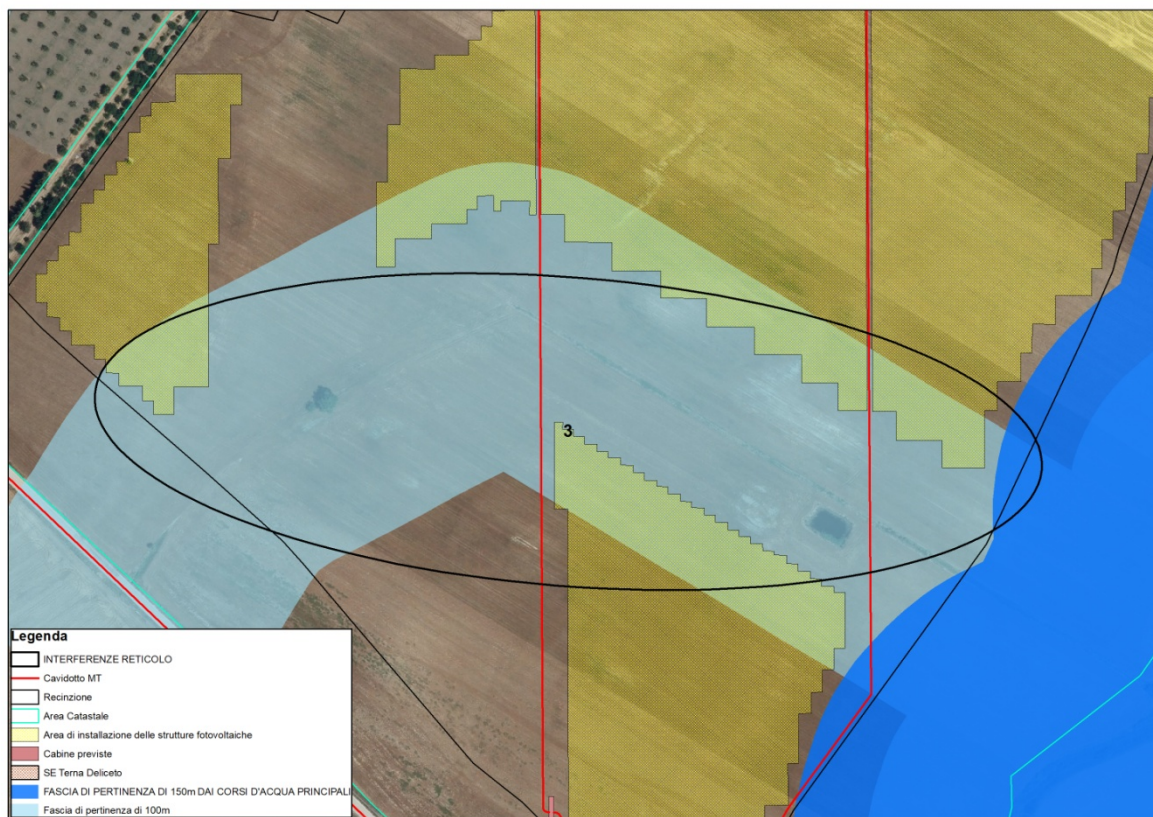 3
Legenda
INTERFERENZE RETICOLO
Cavidotto MT
Recinzione
Area Catastale
Area di installazione delle strutture fotovoltaiche
Cabine previste
SE Terna Deliceto
FASCIA DI PERTINENZA DI 150m DAI CORSI D'ACQUA PRINCIPALI
Fascia di pertinenza di 100m